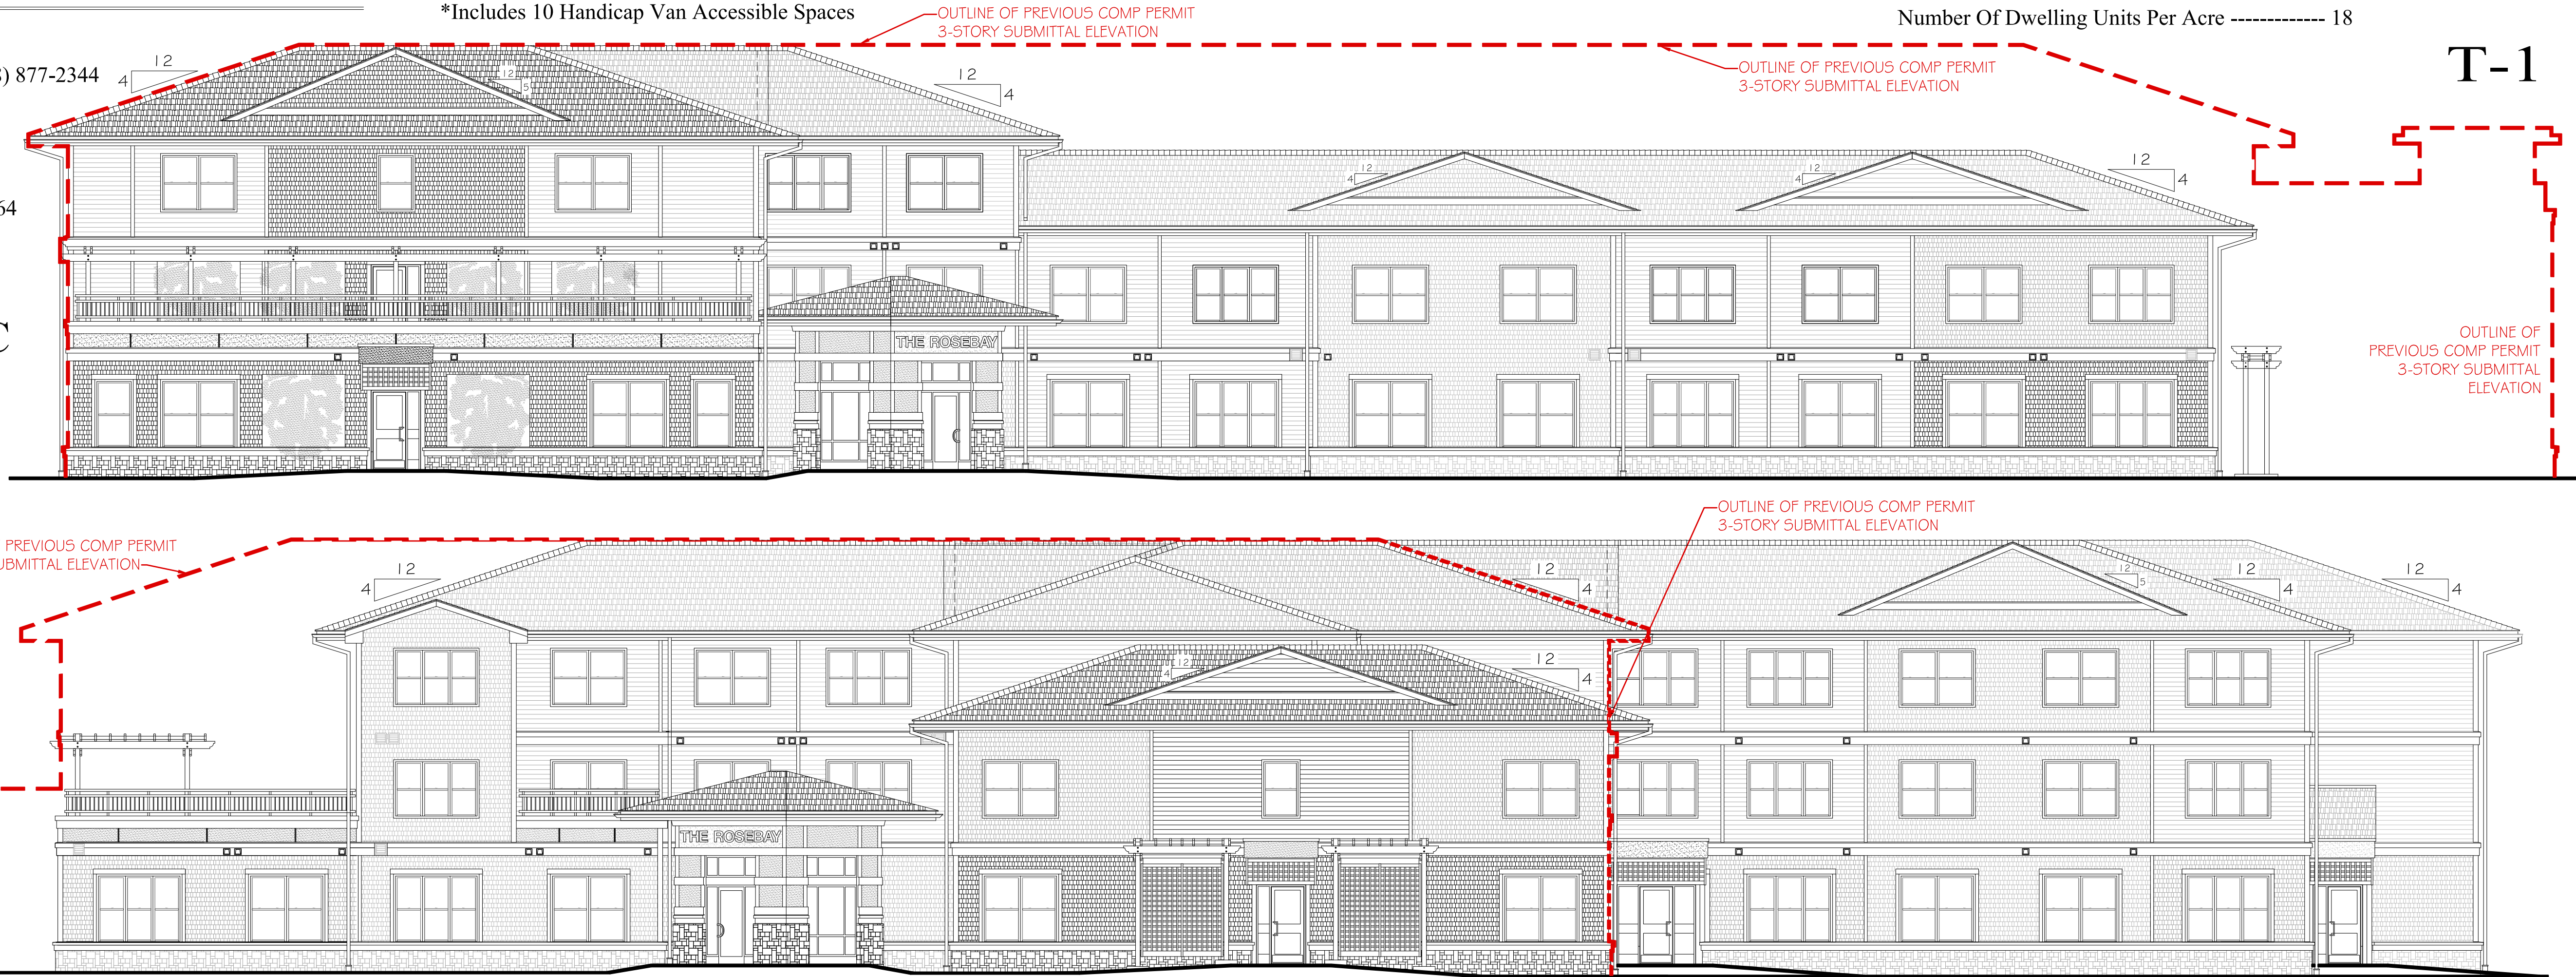 *Includes 10 Handicap Van Accessible Spaces
Number Of Dwelling Units Per Acre ------------- 18
T-1
) 877-2344
64
C
OUTLINE OF PREVIOUS COMP PERMIT
3-STORY SUBMITTAL ELEVATION
OUTLINE OF PREVIOUS COMP PERMIT
3-STORY SUBMITTAL ELEVATION
12
4
12
5
12
4
12
4
12
4
12
4
THE ROSEBAY
OUTLINE OF
PREVIOUS COMP PERMIT
3-STORY SUBMITTAL
ELEVATION
PREVIOUS COMP PERMIT
SUBMITTAL ELEVATION
OUTLINE OF PREVIOUS COMP PERMIT
3-STORY SUBMITTAL ELEVATION
12
4
12
4
12
5
12
4
12
4
12
4
12
4
THE ROSEBAY